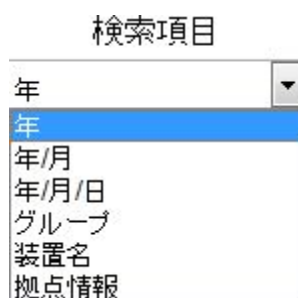 検索項目
年
年
年/月
年/月/日
グループ
装置名
拠点情報